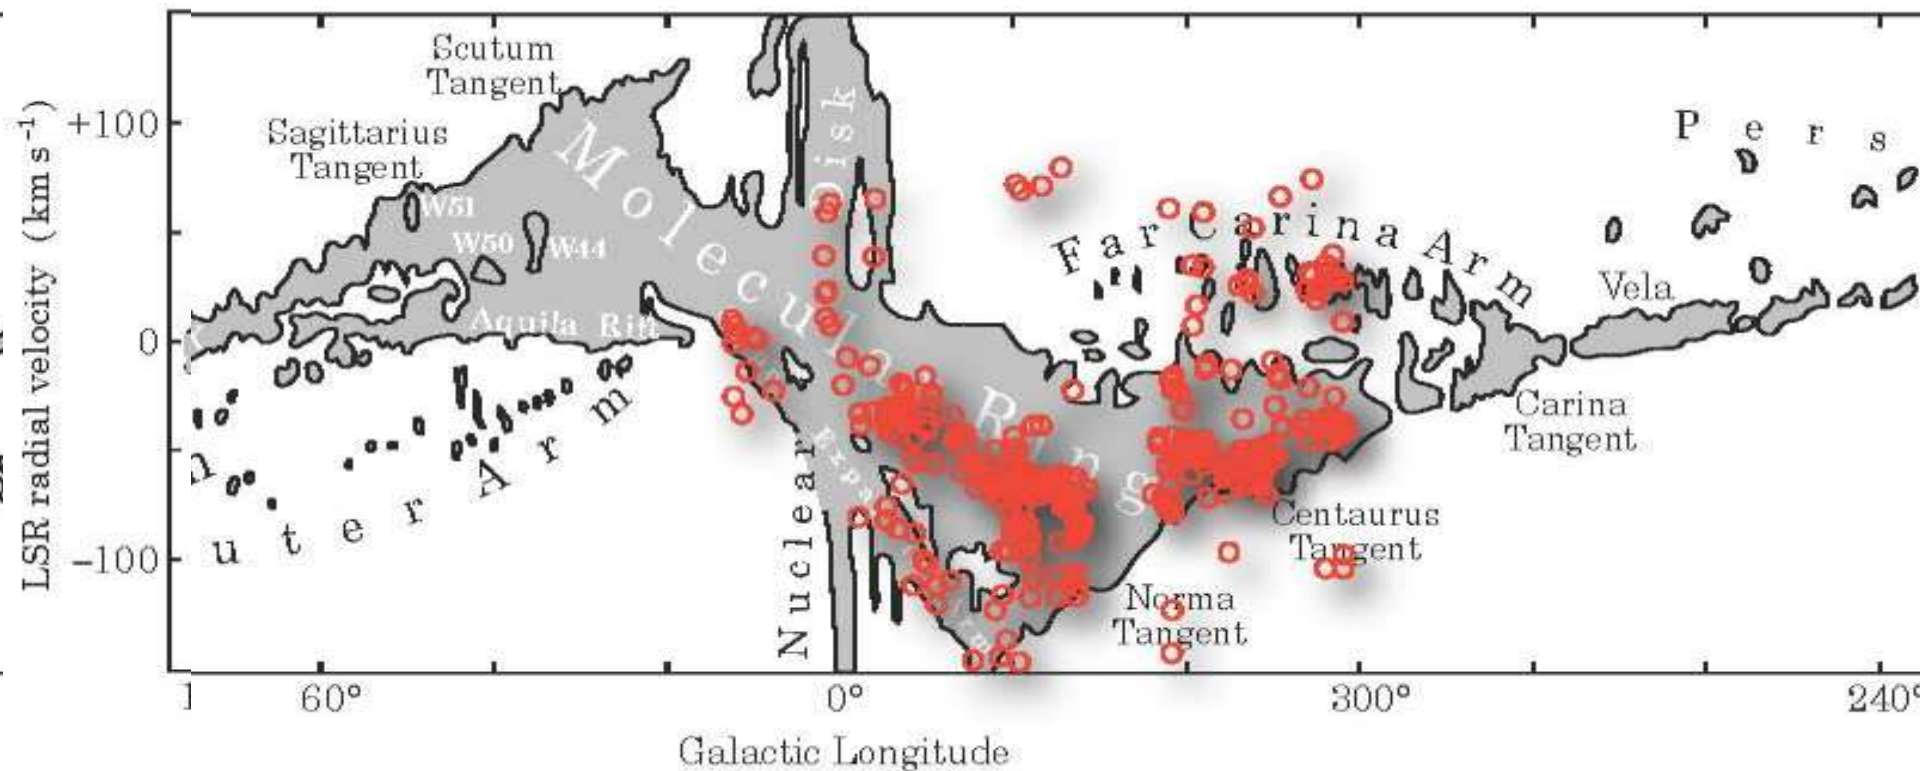 Scutum
Tangent
Sagittarius
Tangent
LSR radial velocity (km s⁻¹)
+100
0
−100
W51
W50
W44
Aquila Rift
Molecular Ring
Nuclear
Disk
uter Arm
Far Carina Arm
Pers
Vela
Carina
Tangent
Centaurus
Tangent
Norma
Tangent
60°
0°
300°
240°
Galactic Longitude